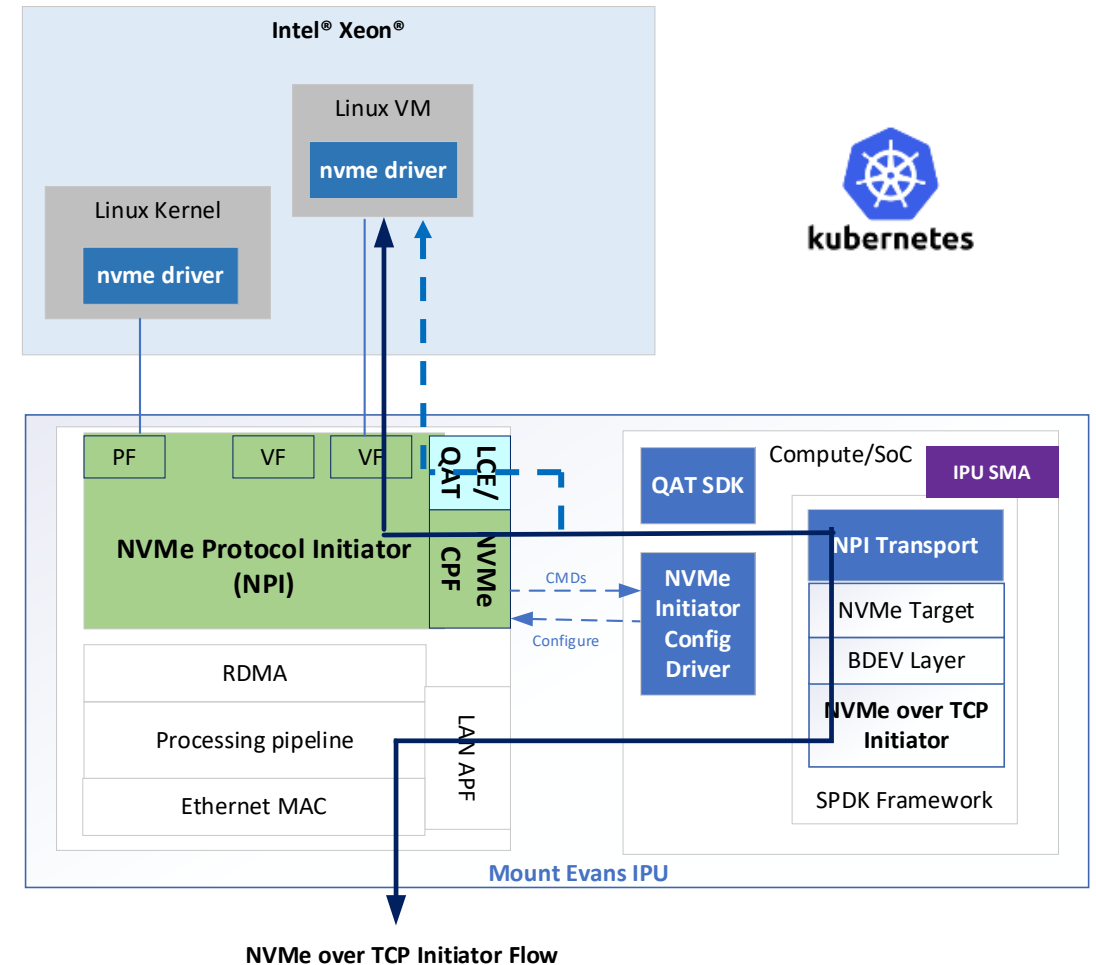 Intel® Xeon®
Linux VM
nvme driver
Linux Kernel
nvme driver
kubernetes
PF
VF
VF
LCE/
QAT
NVMe Protocol Initiator
(NPI)
NVMe
CPF
CMDs
Configure
RDMA
Processing pipeline
Ethernet MAC
LAN APF
QAT SDK
NVMe
Initiator
Config
Driver
Compute/SoC
IPU SMA
NPI Transport
NVMe Target
BDEV Layer
NVMe over TCP
Initiator
SPDK Framework
Mount Evans IPU
NVMe over TCP Initiator Flow